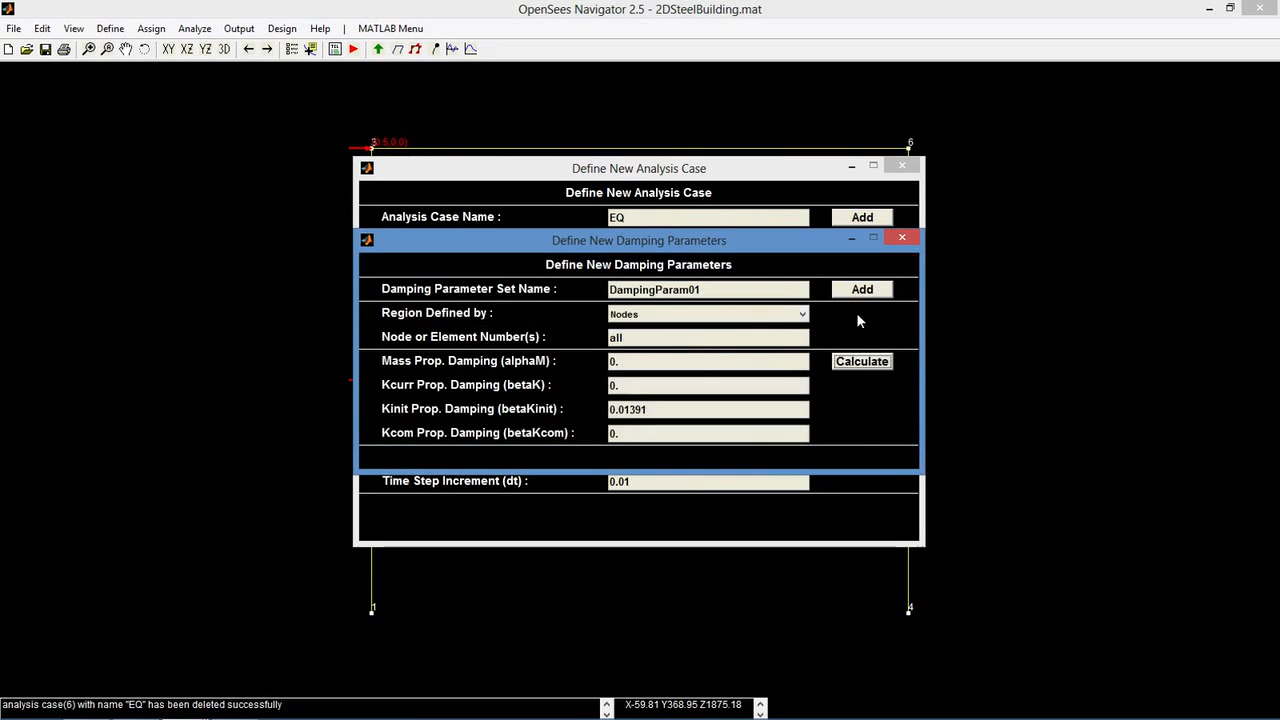 OpenSees Navigator 2.5 - 2DSteelBuilding.mat
File Edit View Define Assign Analyze Output Design Help MATLAB Menu
XY XZ YZ 3D TCL
6
Define New Analysis Case
Define New Analysis Case
Analysis Case Name : EQ Add
Define New Damping Parameters
Define New Damping Parameters
Damping Parameter Set Name : DampingParam01 Add
Region Defined by : Nodes
Node or Element Number(s) : all
Mass Prop. Damping (alphaM) : 0. Calculate
Kcurr Prop. Damping (betaK) : 0.
Kinit Prop. Damping (betaKinit) : 0.01391
Kcom Prop. Damping (betaKcom) : 0.
Time Step Increment (dt) : 0.01
1 4
analysis case(6) with name "EQ" has been deleted successfully X-59.81 Y368.95 Z1875.18